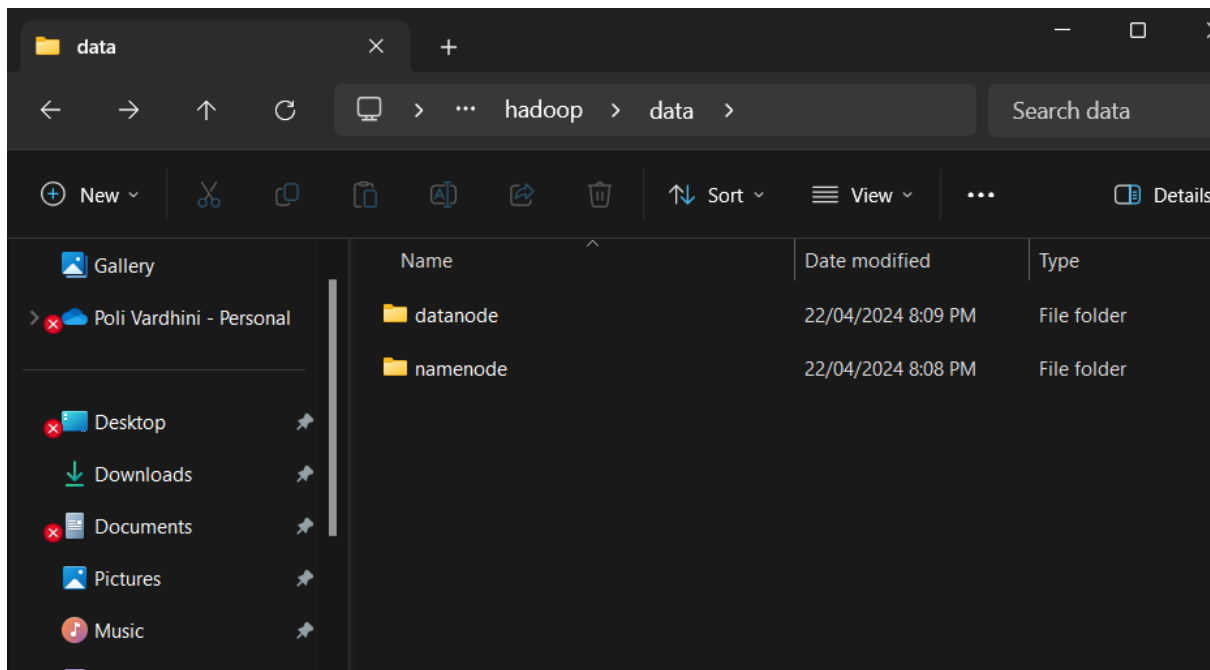 data
hadoop data
Search data
New
Sort
View
Details
Gallery
Poli Vardhini - Personal
Desktop
Downloads
Documents
Pictures
Music
Name Date modified Type
datanode 22/04/2024 8:09 PM File folder
namenode 22/04/2024 8:08 PM File folder